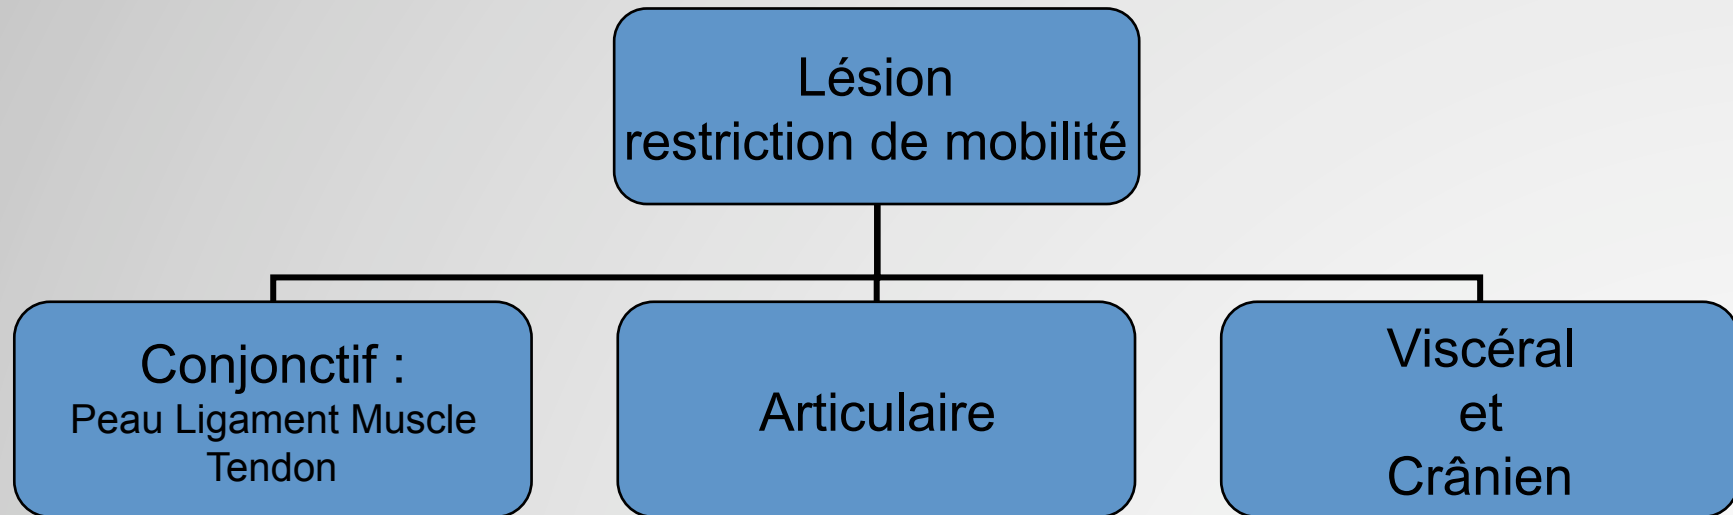 Lésion
restriction de mobilité
Conjonctif :
Peau Ligament Muscle
Tendon
Articulaire
Viscéral
et
Crânien